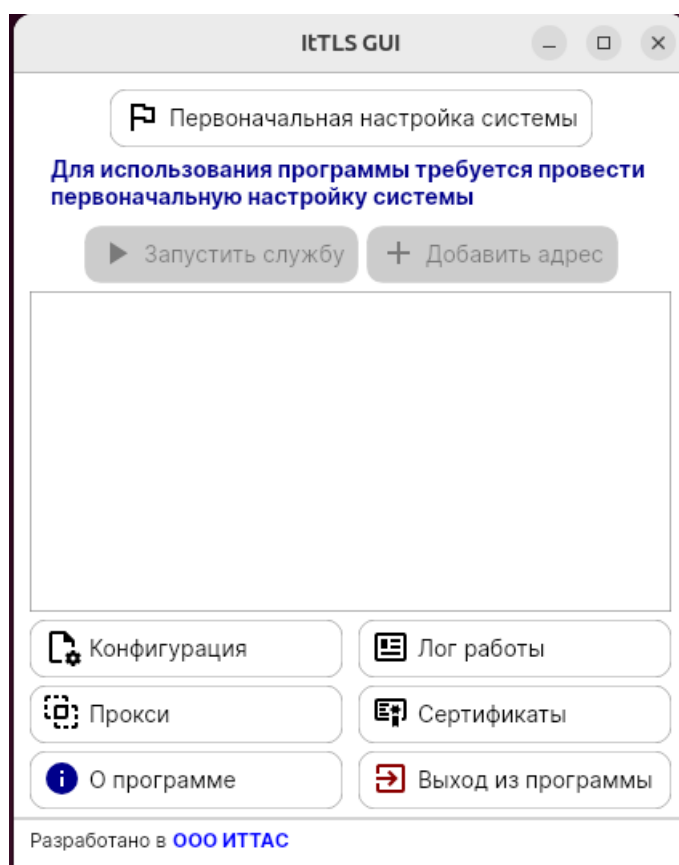 ItTLS GUI
Первоначальная настройка системы
Для использования программы требуется провести
первоначальную настройку системы
Запустить службу
Добавить адрес
Конфигурация
Лог работы
Прокси
Сертификаты
О программе
Выход из программы
Разработано в ООО ИТТАС